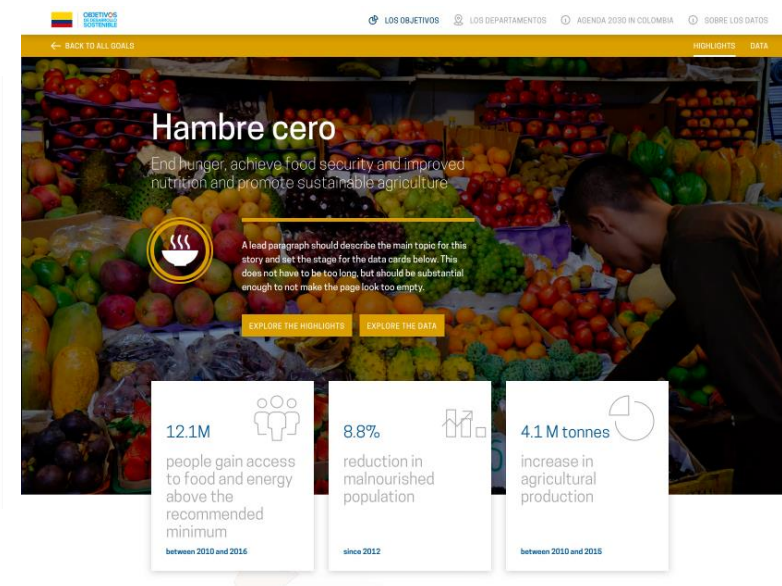 OBJETIVOS
DE DESARROLLO
SOSTENIBLE
LOS OBJETIVOS
LOS DEPARTAMENTOS
AGENDA 2030 IN COLOMBIA
SOBRE LOS DATOS
← BACK TO ALL GOALS
HIGHLIGHTS
DATA
Hambre cero
End hunger, achieve food security and improved
nutrition and promote sustainable agriculture
A lead paragraph should describe the main topic for this
story and set the stage for the data cards below. This
does not have to be too long, but should be substantial
enough to not make the page look too empty.
EXPLORE THE HIGHLIGHTS
EXPLORE THE DATA
12.1M
people gain access
to food and energy
above the
recommended
minimum
between 2010 and 2016
8.8%
reduction in
malnourished
population
since 2012
4.1 M tonnes
increase in
agricultural
production
between 2010 and 2015